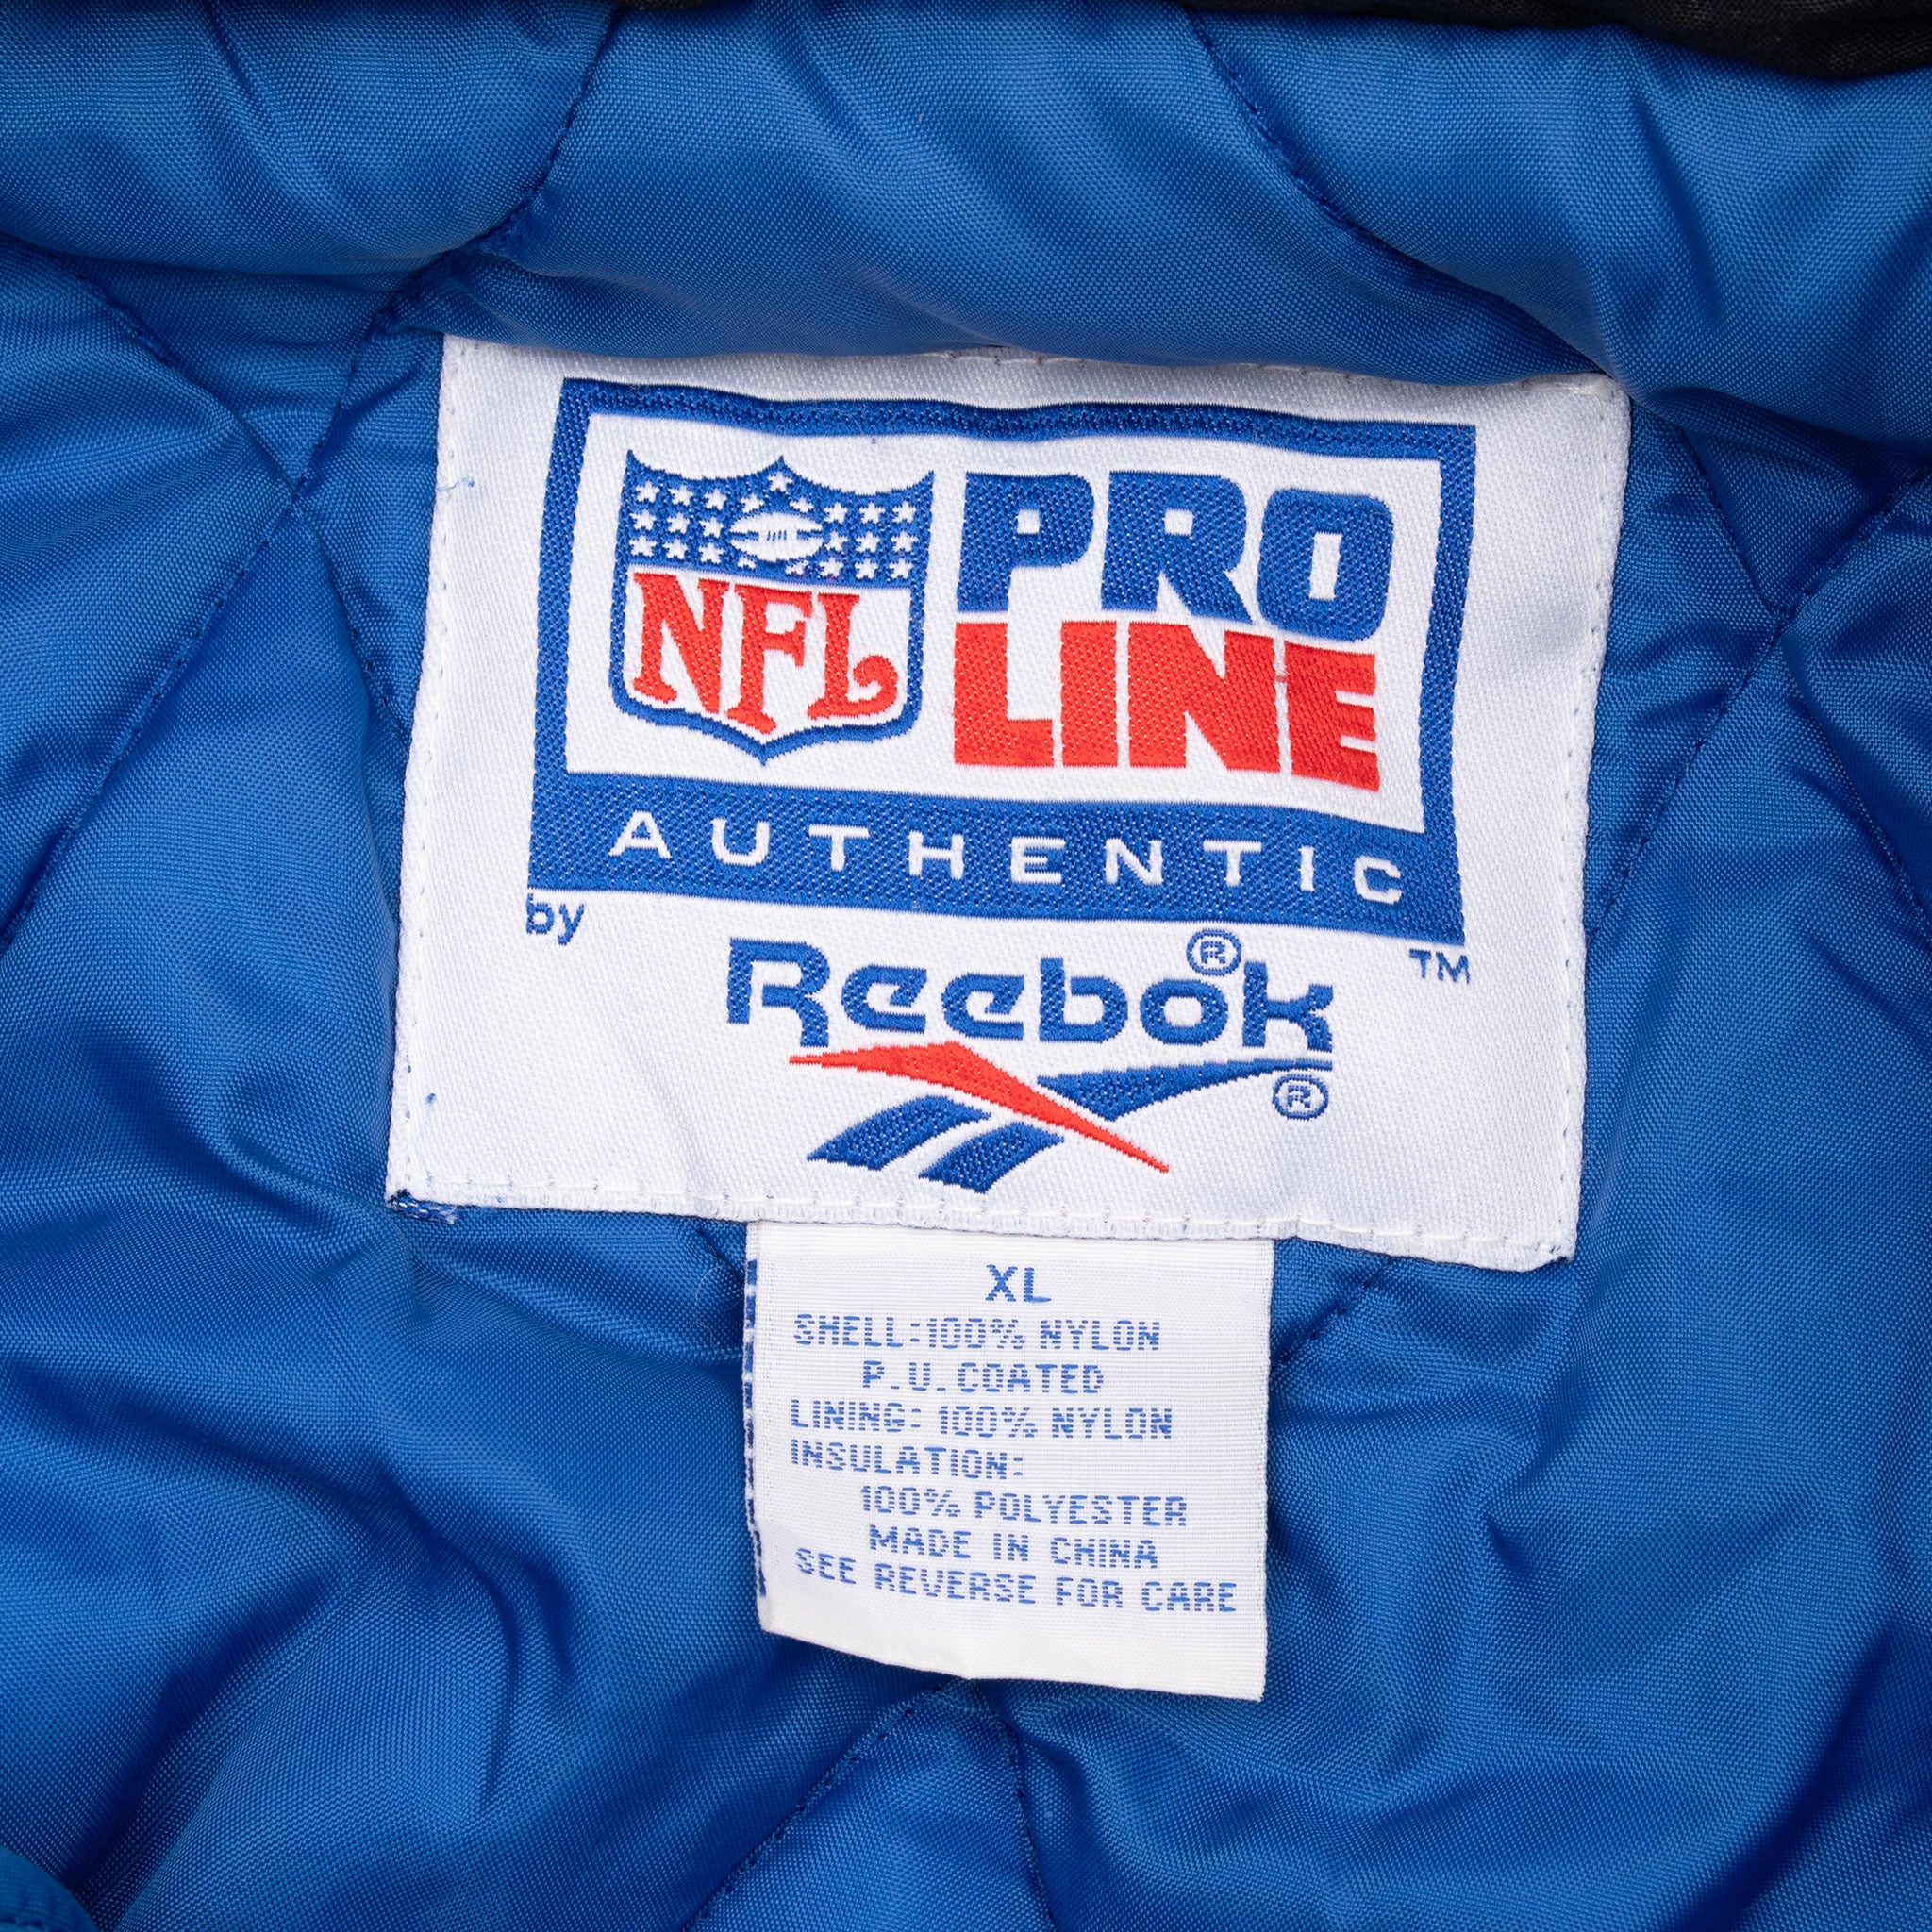 NFL PRO
LINE
AUTHENTIC
by ™
Reebok®
®
XL
SHELL:100% NYLON
P.U.COATED
LINING: 100% NYLON
INSULATION:
100% POLYESTER
MADE IN CHINA
SEE REVERSE FOR CARE